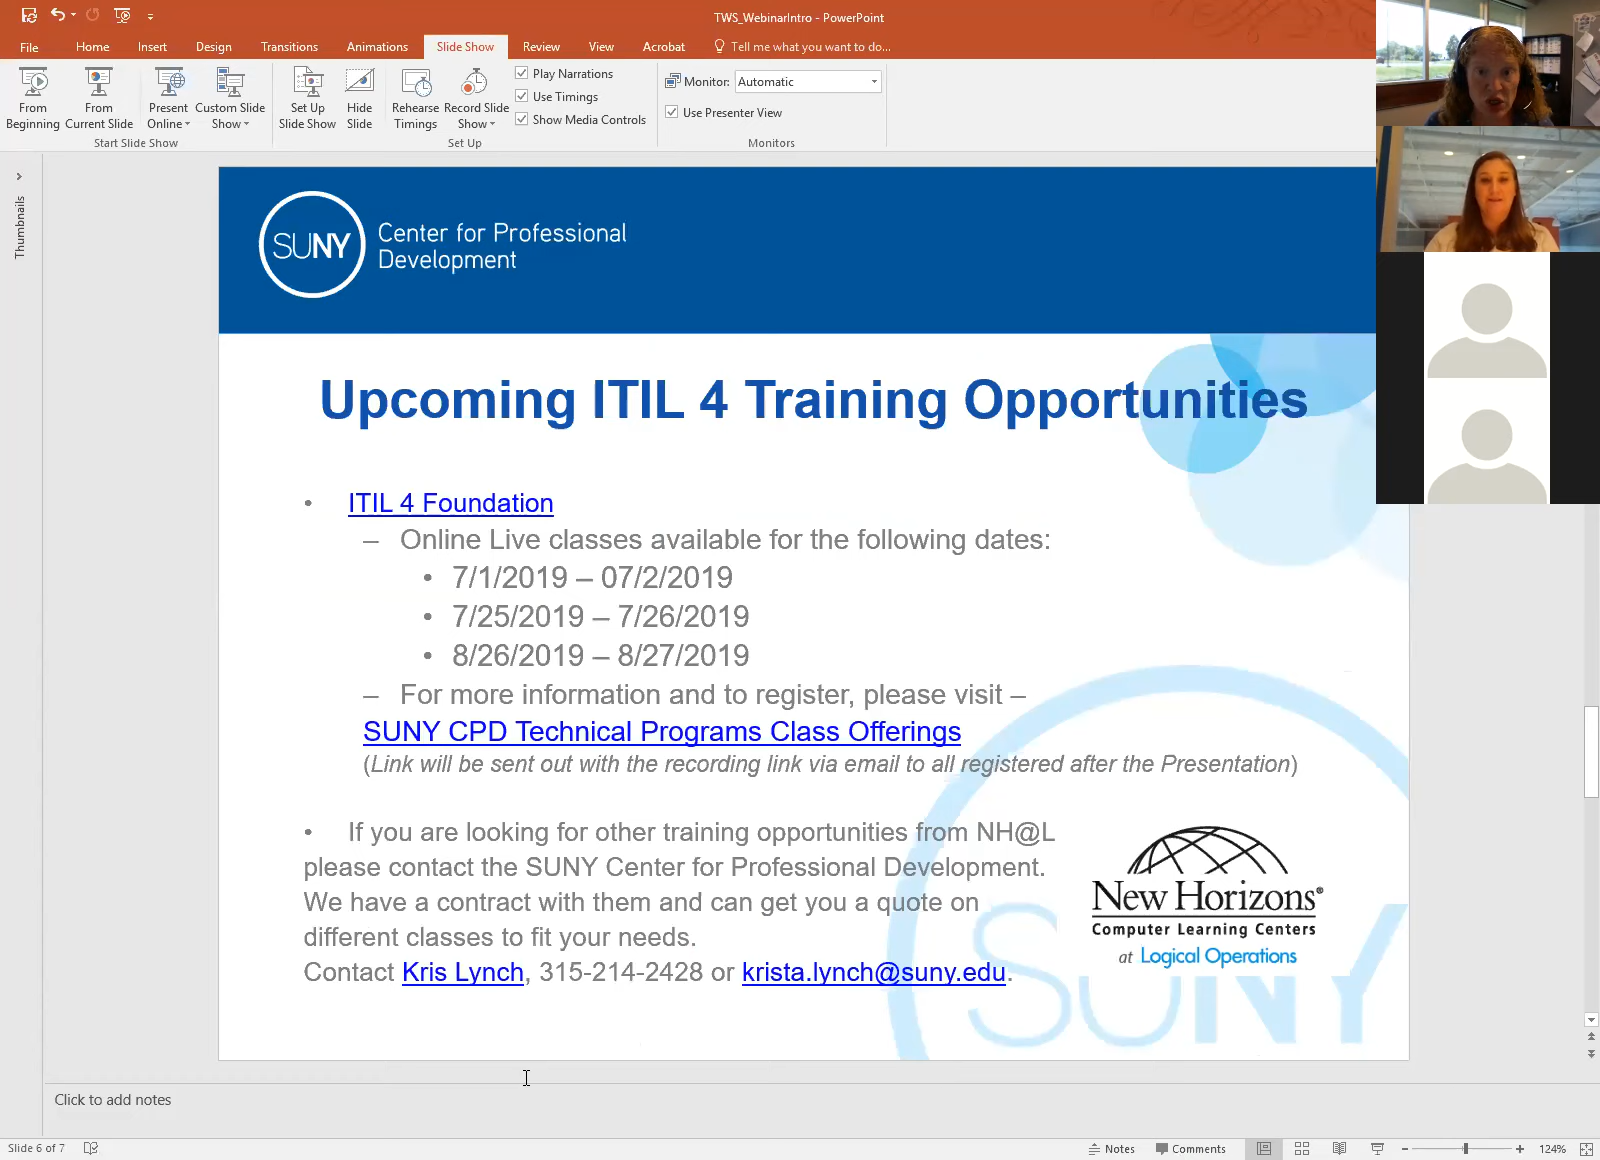 TWS_WebinarIntro - PowerPoint
File Home Insert Design Transitions Animations Slide Show Review View Acrobat Tell me what you want to do...
From Beginning
From Current Slide
Present Online
Custom Slide Show
Set Up Slide Show
Hide Slide
Rehearse Timings
Record Slide Show
Play Narrations
Use Timings
Show Media Controls
Monitor: Automatic
Use Presenter View
Start Slide Show
Set Up
Monitors
Thumbnails
SUNY
Center for Professional
Development
Upcoming ITIL 4 Training Opportunities
• ITIL 4 Foundation
– Online Live classes available for the following dates:
• 7/1/2019 – 07/2/2019
• 7/25/2019 – 7/26/2019
• 8/26/2019 – 8/27/2019
– For more information and to register, please visit –
SUNY CPD Technical Programs Class Offerings
(Link will be sent out with the recording link via email to all registered after the Presentation)
• If you are looking for other training opportunities from NH@L
please contact the SUNY Center for Professional Development.
We have a contract with them and can get you a quote on
different classes to fit your needs.
Contact Kris Lynch, 315-214-2428 or krista.lynch@suny.edu.
New Horizons®
Computer Learning Centers
at Logical Operations
SUNY
Click to add notes
Slide 6 of 7
Notes
Comments
124%